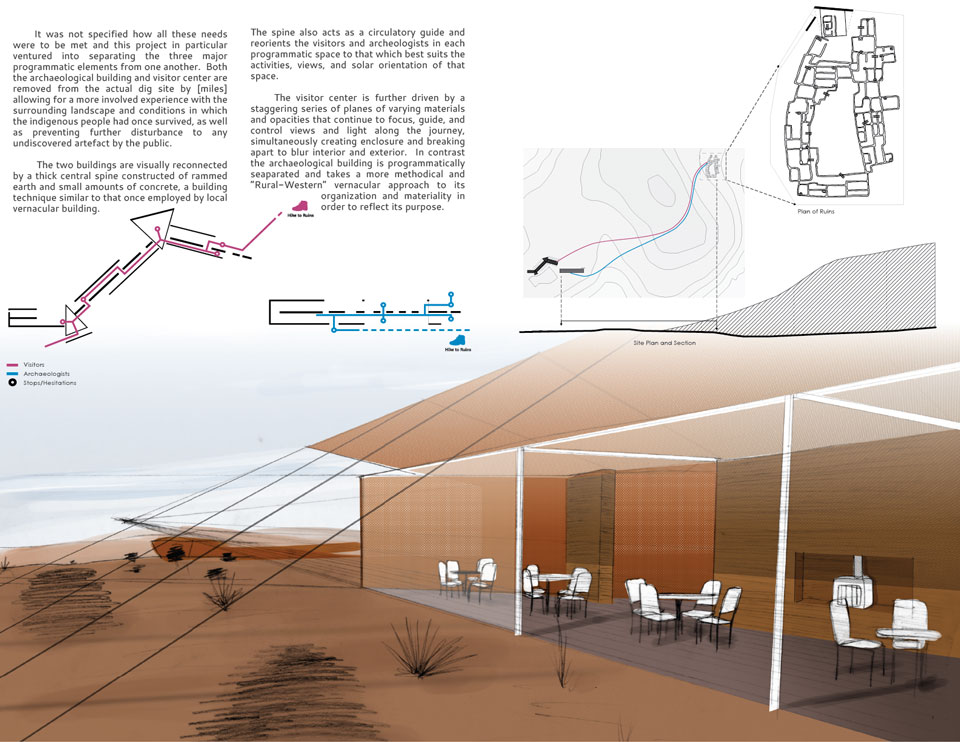 It was not specified how all these needs
were to be met and this project in particular
ventured into separating the three major
programmatic elements from one another. Both
the archaeological building and visitor center are
removed from the actual dig site by [miles]
allowing for a more involved experience with the
surrounding landscape and conditions in which
the indigenous people had once survived, as well
as preventing further disturbance to any
undiscovered artefact by the public.
The two buildings are visually reconnected
by a thick central spine constructed of rammed
earth and small amounts of concrete, a building
technique similar to that once employed by local
vernacular building.
The spine also acts as a circulatory guide and
reorients the visitors and archeologists in each
programmatic space to that which best suits the
activities, views, and solar orientation of that
space.
The visitor center is further driven by a
staggering series of planes of varying materials
and opacities that continue to focus, guide, and
control views and light along the journey,
simultaneously creating enclosure and breaking
apart to blur interior and exterior. In contrast
the archaeological building is programmatically
seaparated and takes a more methodical and
"Rural-Western" vernacular approach to its
organization and materiality in
order to reflect its purpose.
Hike to Ruins
Hike to Ruins
Visitors
Archaeologists
Stops/Hesitations
Plan of Ruins
Site Plan and Section